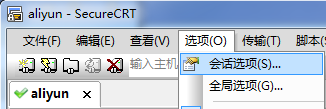 aliyun - SecureCRT
文件(F) 编辑(E) 查看(V) 选项(O) 传输(T) 脚本(S
输入主机 会话选项(S)...
aliyun × 全局选项(G)...